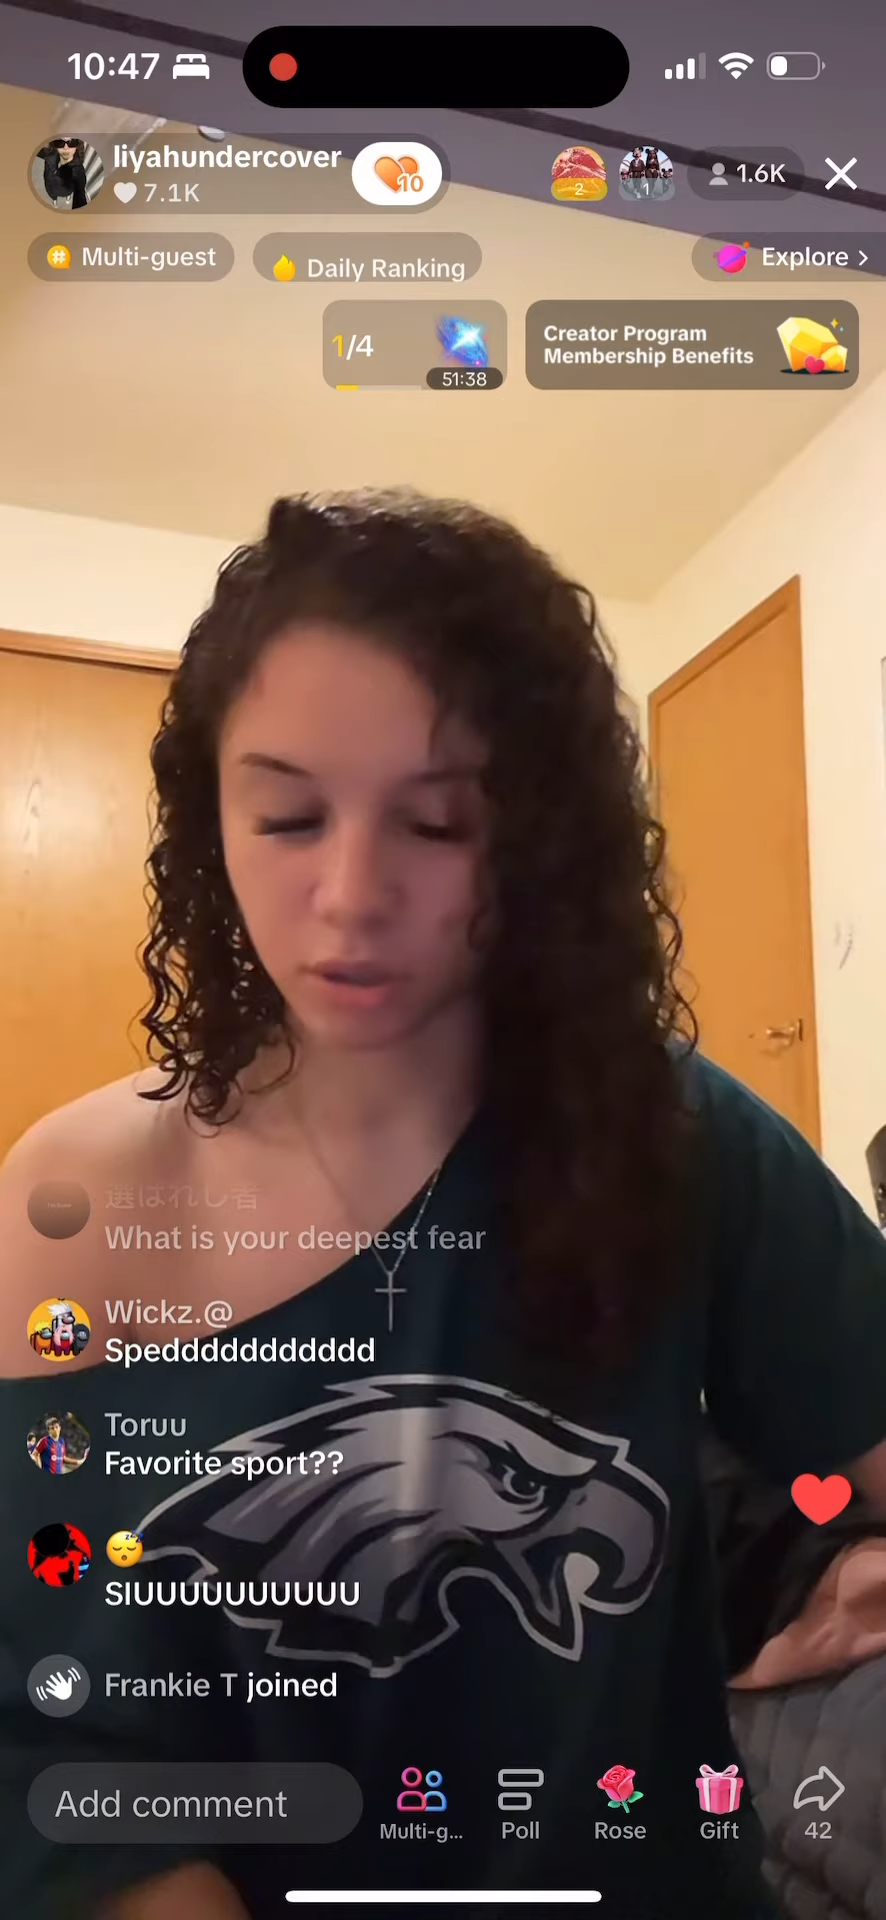 10:47
liyahundercover
7.1K
10
2
1
1.6K
Multi-guest
Daily Ranking
Explore
1/4
51:38
Creator Program
Membership Benefits
選ばれし者
What is your deepest fear
Wickz.@
Spedddddddddddd
Toruu
Favorite sport??
SIUUUUUUUUUU
Frankie T joined
Add comment
Multi-g...
Poll
Rose
Gift
42